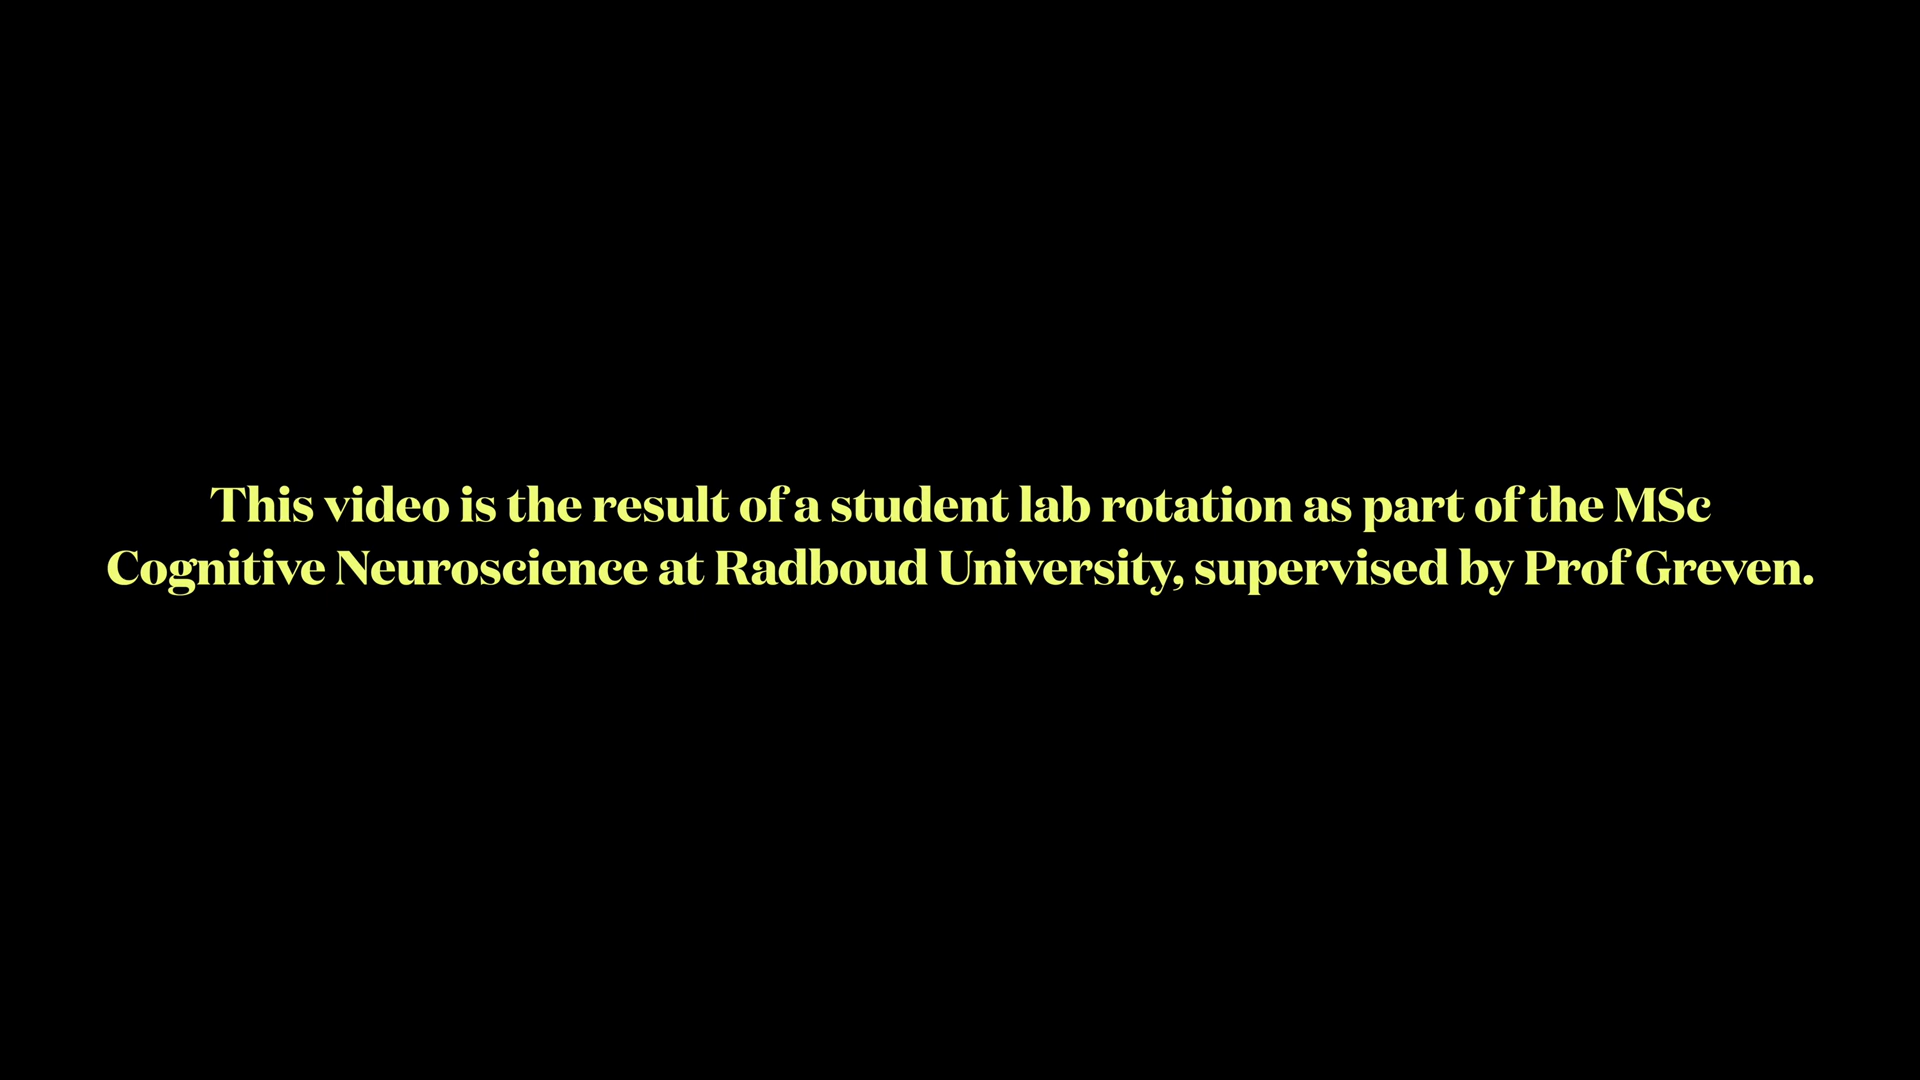 This video is the result of a student lab rotation as part of the MSc
Cognitive Neuroscience at Radboud University, supervised by Prof Greven.